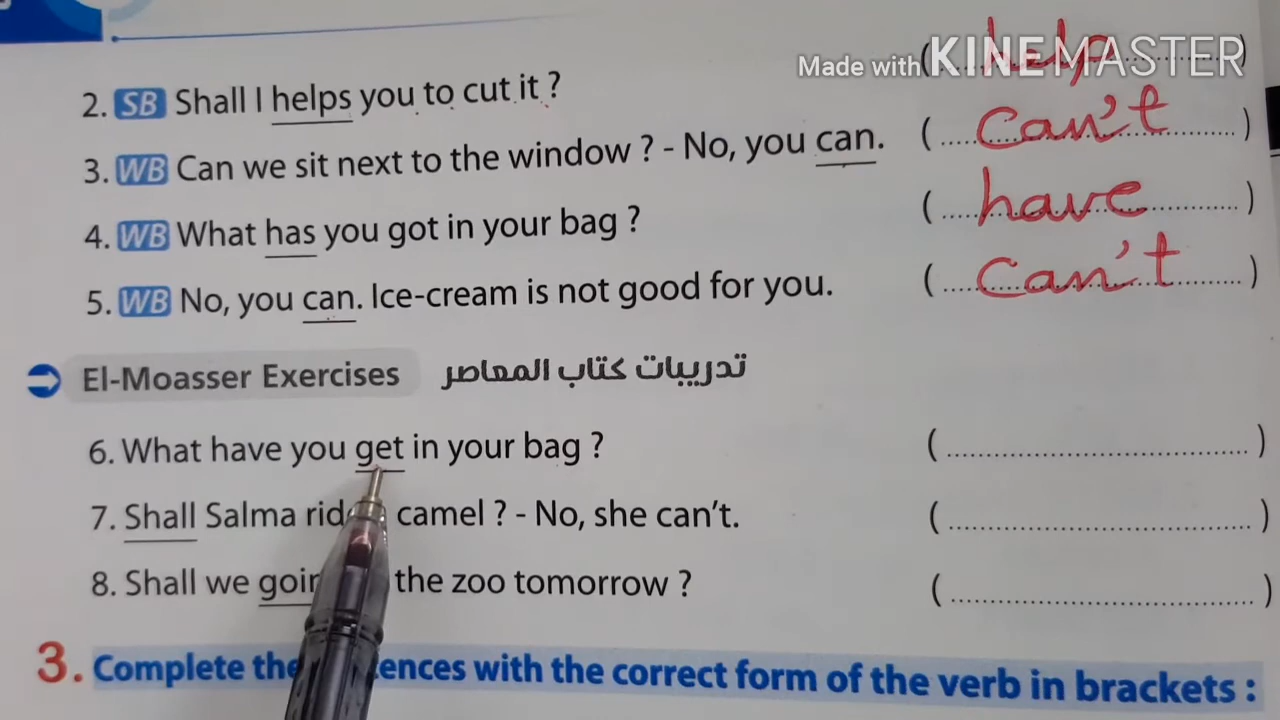 Made with KINEMASTER
2. SB Shall I helps you to cut it ? (help)
3. WB Can we sit next to the window ? - No, you can. (can't)
4. WB What has you got in your bag ? (have)
5. WB No, you can. Ice-cream is not good for you. (can't)
El-Moasser Exercises تدريبات كتاب المعاصر
6. What have you get in your bag ? (..............................)
7. Shall Salma camel ? - No, she can't. (..............................)
8. Shall we the zoo tomorrow ? (..............................)
3. Complete the with the correct form of the verb in brackets :